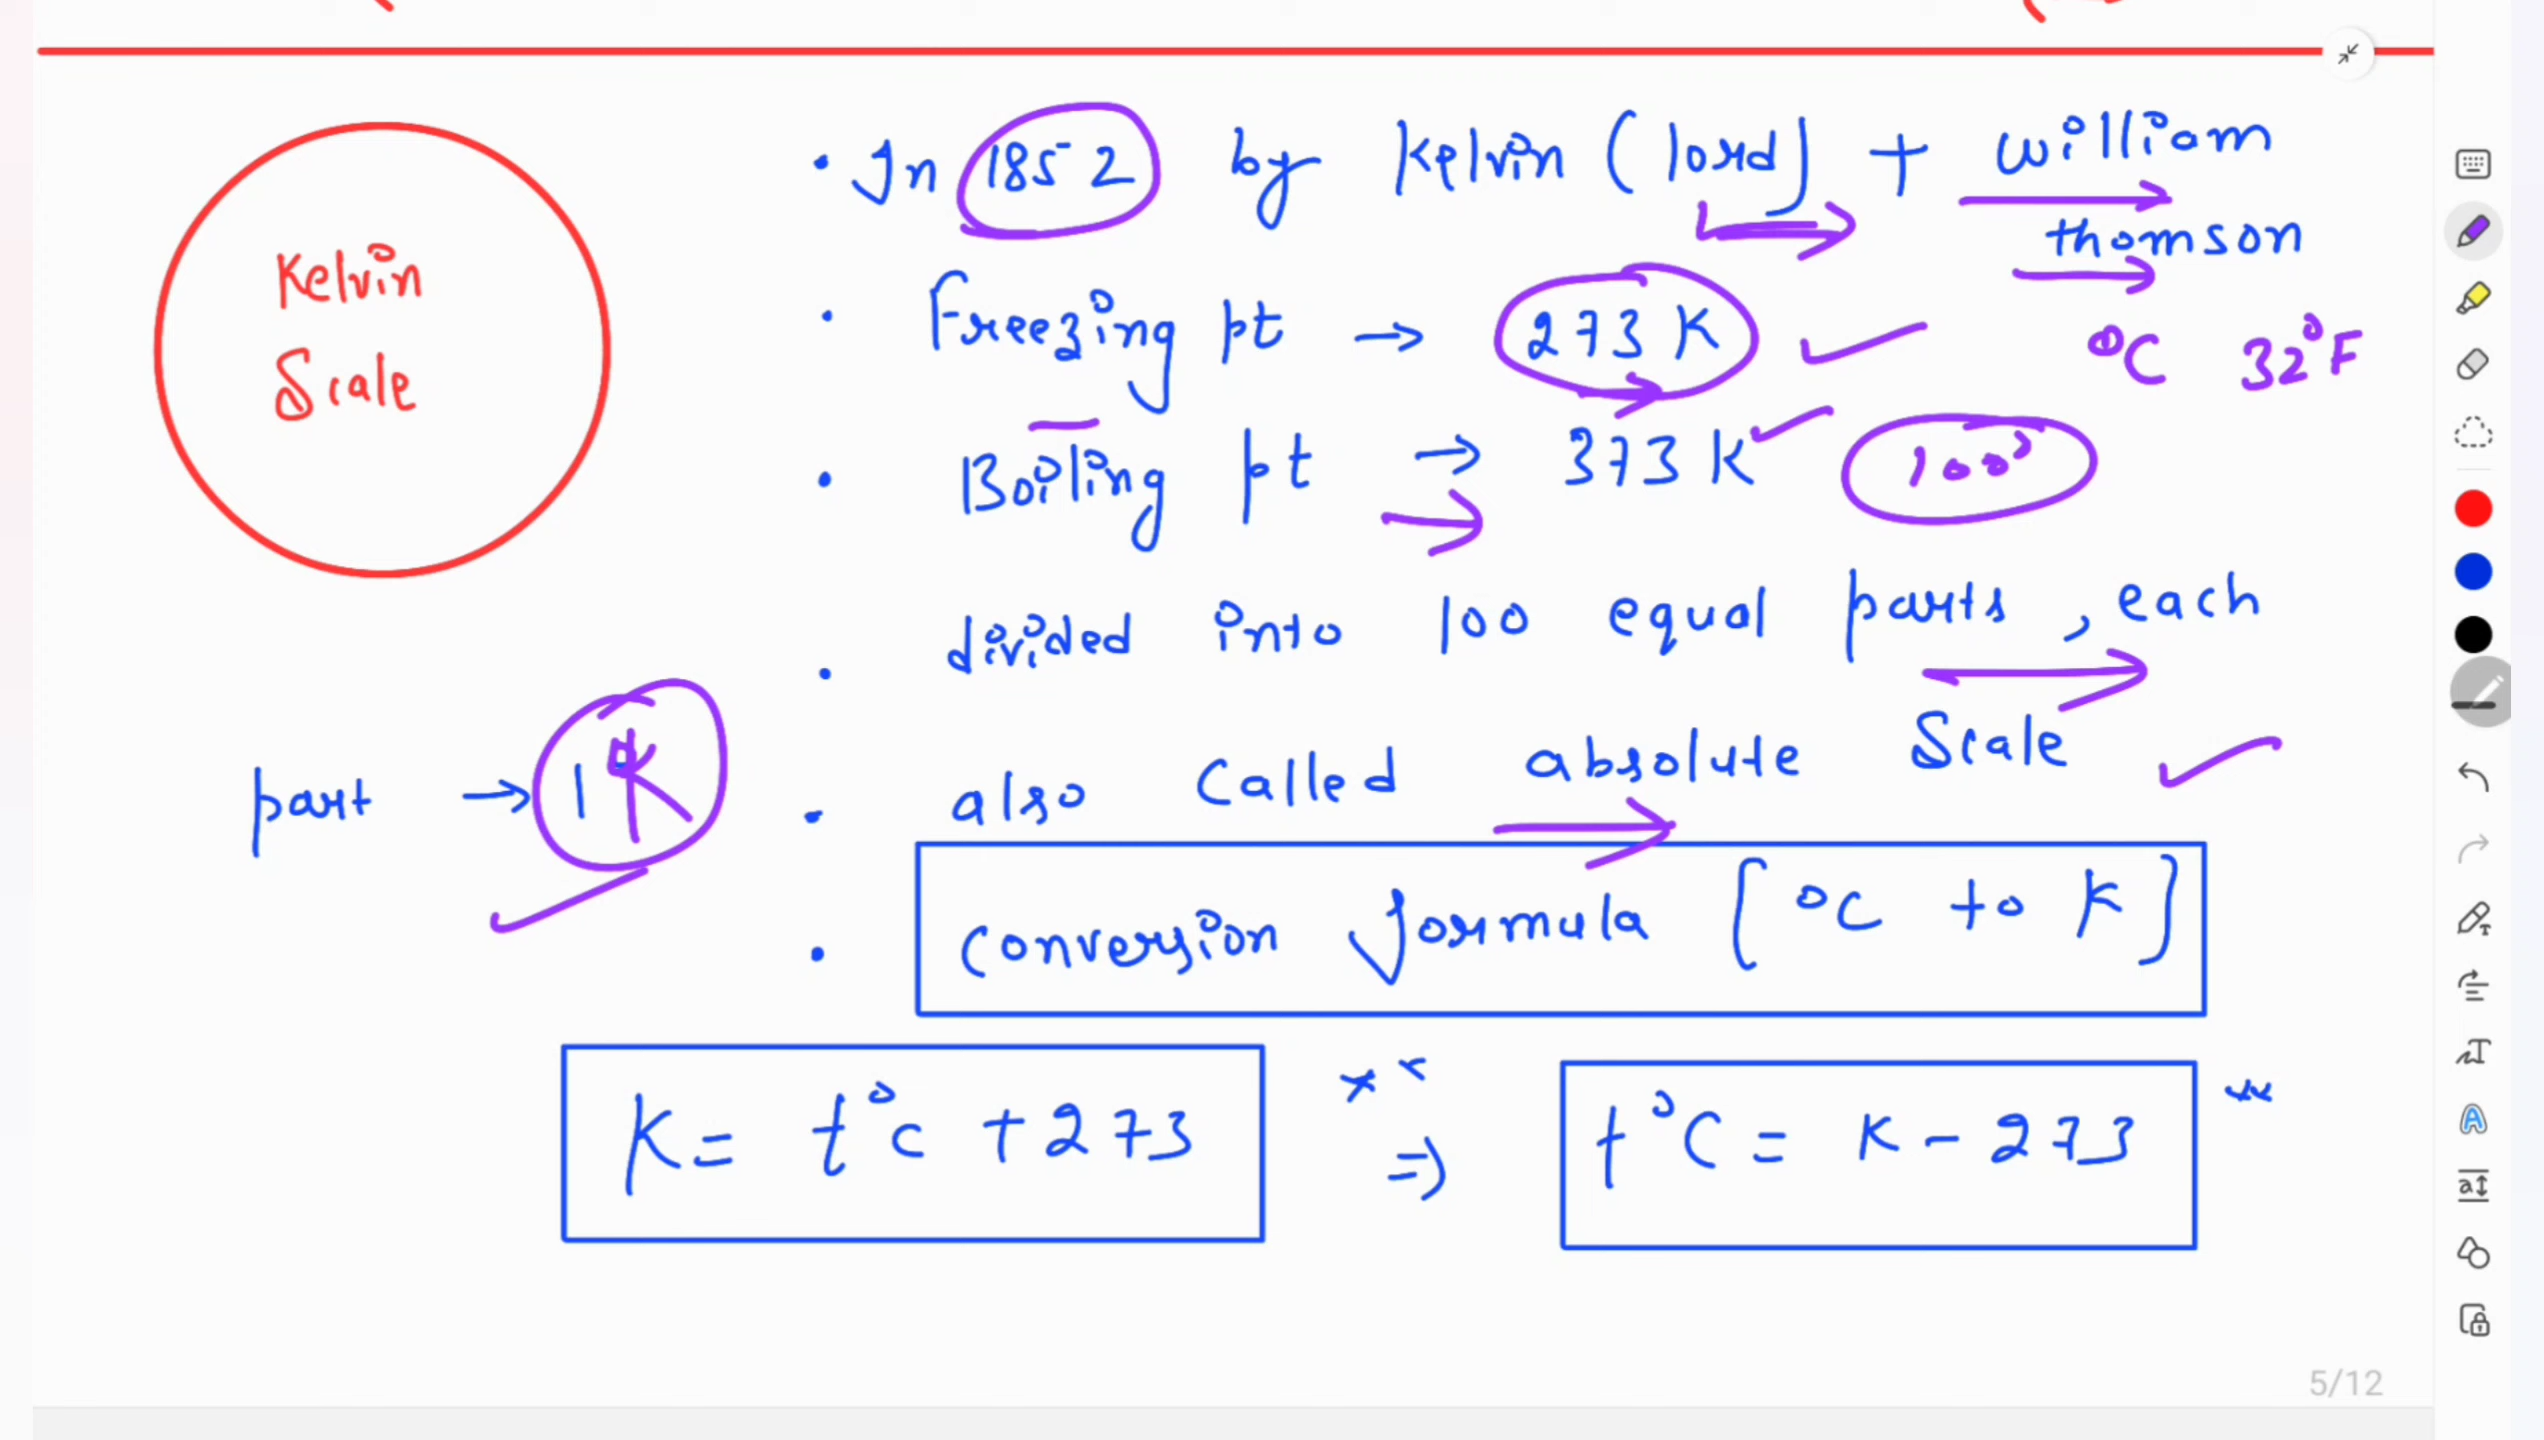 Kelvin
Scale
• In 1852 by Kelvin (lord) + william
thomson
• Freezing pt → 273 K °C 32°F
• Boiling pt → 373 K 100°
• divided into 100 equal parts, each
part → 1 K
• also called absolute Scale
• Conversion formula [°C to K]
K = t°c + 273 ** ⇒ t°C = K - 273 **
5/12